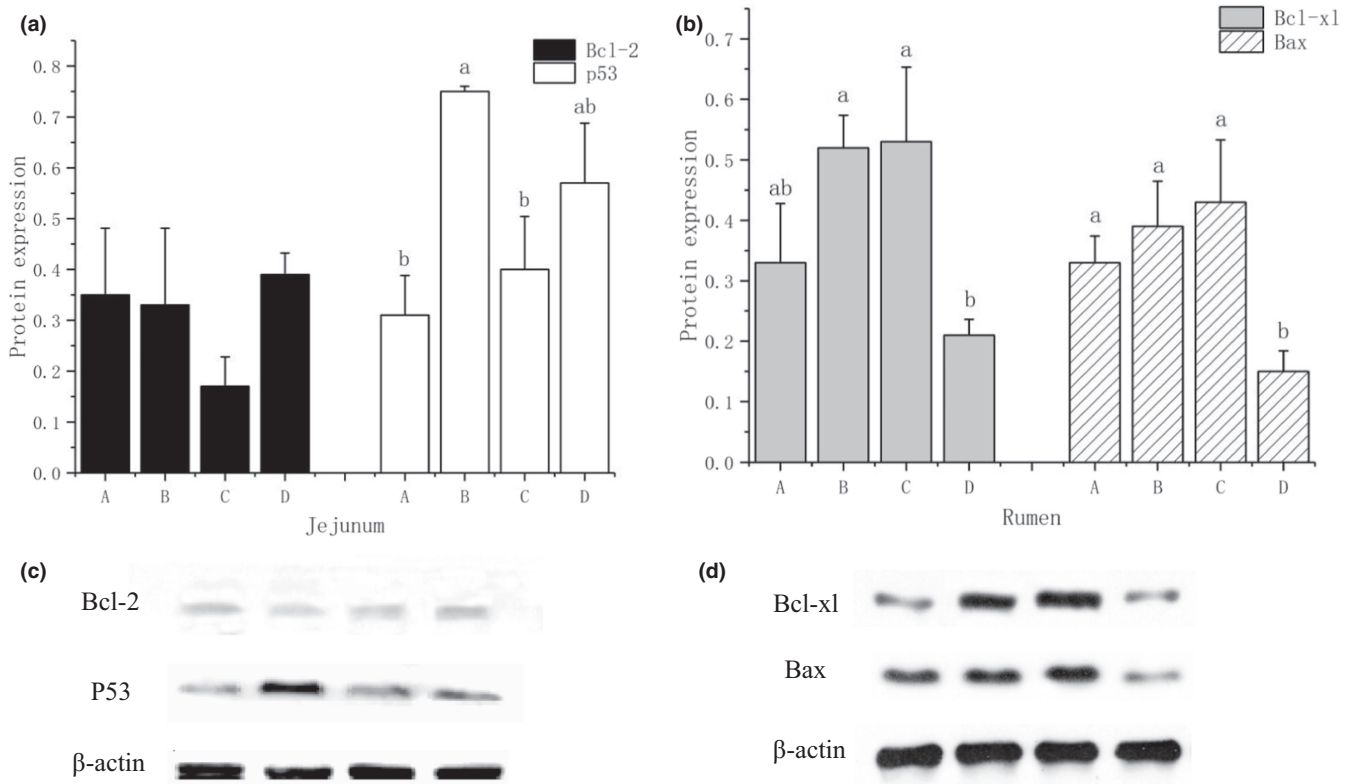 (a)
Bcl-2
p53
Protein expression
0.8
0.7
0.6
0.5
0.4
0.3
0.2
0.1
0.0
b
a
b
ab
A B C D A B C D
Jejunum
(b)
Bcl-xl
Bax
Protein expression
0.7
0.6
0.5
0.4
0.3
0.2
0.1
0.0
ab
a
a
b
a
a
a
b
A B C D A B C D
Rumen
(c)
Bcl-2
P53
β-actin
(d)
Bcl-xl
Bax
β-actin